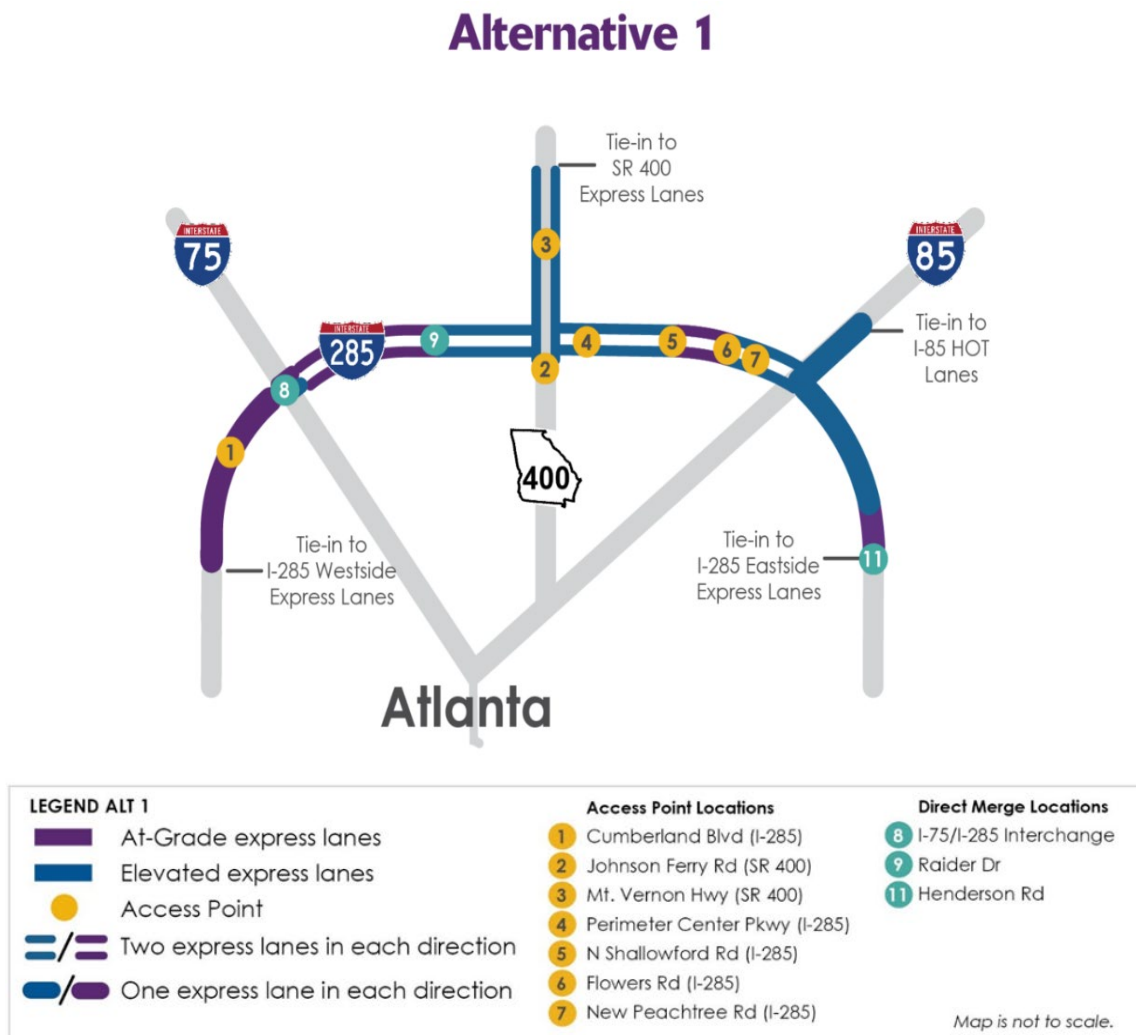 Alternative 1
Tie-in to
SR 400
Express Lanes
INTERSTATE
75
INTERSTATE
85
3
INTERSTATE
285
9
4
5
6
7
2
8
1
Tie-in to
I-85 HOT
Lanes
400
Tie-in to
I-285 Westside
Express Lanes
Tie-in to
I-285 Eastside
Express Lanes
11
Atlanta
LEGEND ALT 1
At-Grade express lanes
Elevated express lanes
Access Point
Two express lanes in each direction
One express lane in each direction
Access Point Locations
1 Cumberland Blvd (I-285)
2 Johnson Ferry Rd (SR 400)
3 Mt. Vernon Hwy (SR 400)
4 Perimeter Center Pkwy (I-285)
5 N Shallowford Rd (I-285)
6 Flowers Rd (I-285)
7 New Peachtree Rd (I-285)
Direct Merge Locations
8 I-75/I-285 Interchange
9 Raider Dr
11 Henderson Rd
Map is not to scale.